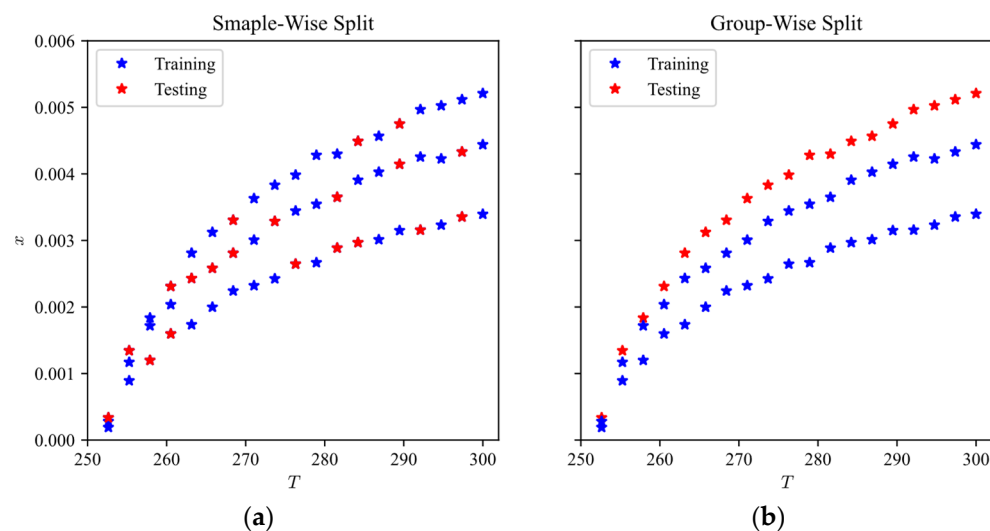 Smaple-Wise Split
Group-Wise Split
0.006
0.005
0.004
0.003
0.002
0.001
0.000
x
Training
Testing
Training
Testing
250 260 270 280 290 300
250 260 270 280 290 300
T
T
(a)
(b)